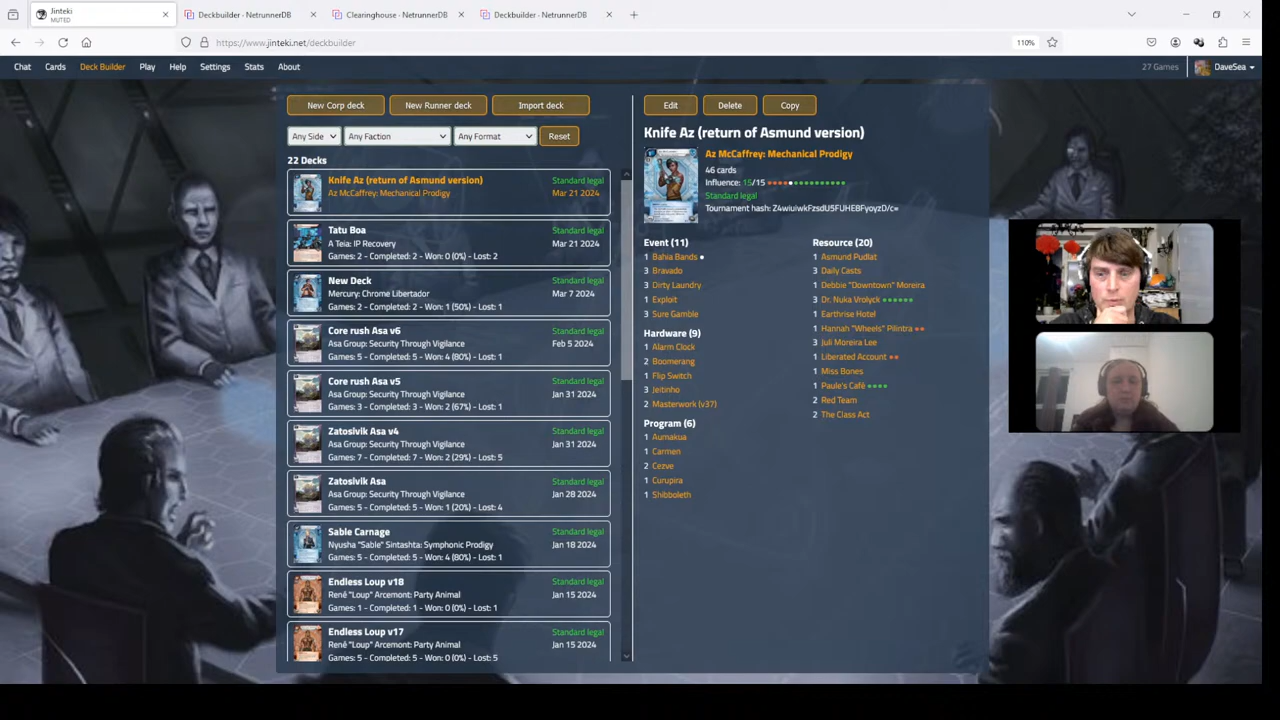 Jinteki
MUTED
Deckbuilder · NetrunnerDB
Clearinghouse · NetrunnerDB
Deckbuilder · NetrunnerDB
https://www.jinteki.net/deckbuilder
110%
Chat
Cards
Deck Builder
Play
Help
Settings
Stats
About
27 Games
DaveSea
New Corp deck
New Runner deck
Import deck
Any Side
Any Faction
Any Format
Reset
22 Decks
Knife Az (return of Asmund version)
Standard legal
Az McCaffrey: Mechanical Prodigy
Mar 21 2024
Tatu Boa
Standard legal
A Teia: IP Recovery
Mar 21 2024
Games: 2 - Completed: 2 - Won: 0 (0%) - Lost: 2
New Deck
Standard legal
Mercury: Chrome Libertador
Mar 7 2024
Games: 2 - Completed: 2 - Won: 1 (50%) - Lost: 1
Core rush Asa v6
Standard legal
Asa Group: Security Through Vigilance
Feb 5 2024
Games: 5 - Completed: 5 - Won: 4 (80%) - Lost: 1
Core rush Asa v5
Standard legal
Asa Group: Security Through Vigilance
Jan 31 2024
Games: 3 - Completed: 3 - Won: 2 (67%) - Lost: 1
Zatosivik Asa v4
Standard legal
Asa Group: Security Through Vigilance
Jan 31 2024
Games: 7 - Completed: 7 - Won: 2 (29%) - Lost: 5
Zatosivik Asa
Standard legal
Asa Group: Security Through Vigilance
Jan 28 2024
Games: 5 - Completed: 5 - Won: 1 (20%) - Lost: 4
Sable Carnage
Standard legal
Nyusha "Sable" Sintashta: Symphonic Prodigy
Jan 18 2024
Games: 5 - Completed: 5 - Won: 4 (80%) - Lost: 1
Endless Loup v18
Standard legal
René "Loup" Arcemont: Party Animal
Jan 15 2024
Games: 1 - Completed: 1 - Won: 0 (0%) - Lost: 1
Endless Loup v17
Standard legal
René "Loup" Arcemont: Party Animal
Jan 15 2024
Games: 5 - Completed: 5 - Won: 0 (0%) - Lost: 5
Edit
Delete
Copy
Knife Az (return of Asmund version)
Az McCaffrey: Mechanical Prodigy
46 cards
Influence: 15/15
Standard legal
Tournament hash: Z4wiuiwkFzsdU5FUHEBFyoyzD/c=
Event (11)
1 Bahia Bands
3 Bravado
3 Dirty Laundry
1 Exploit
3 Sure Gamble
Hardware (9)
1 Alarm Clock
2 Boomerang
1 Flip Switch
3 Jeitinho
2 Masterwork (v37)
Program (6)
1 Aumakua
1 Carmen
2 Cezve
1 Curupira
1 Shibboleth
Resource (20)
1 Asmund Pudlat
3 Daily Casts
1 Debbie "Downtown" Moreira
3 Dr. Nuka Vrolyck
1 Earthrise Hotel
1 Hannah "Wheels" Pilintra
3 Juli Moreira Lee
1 Liberated Account
1 Miss Bones
1 Paule's Café
2 Red Team
2 The Class Act